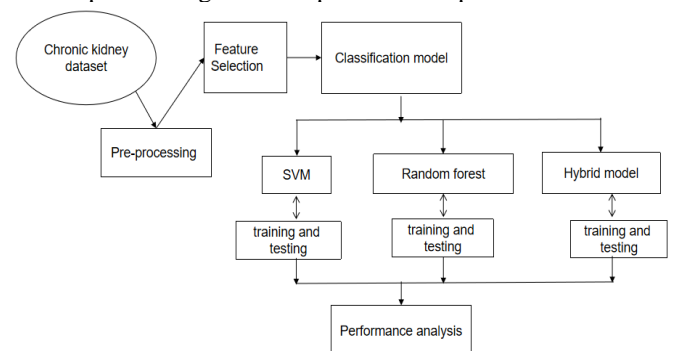 Chronic kidney
dataset
Feature
Selection
Classification model
Pre-processing
SVM
Random forest
Hybrid model
training and
testing
training and
testing
training and
testing
Performance analysis